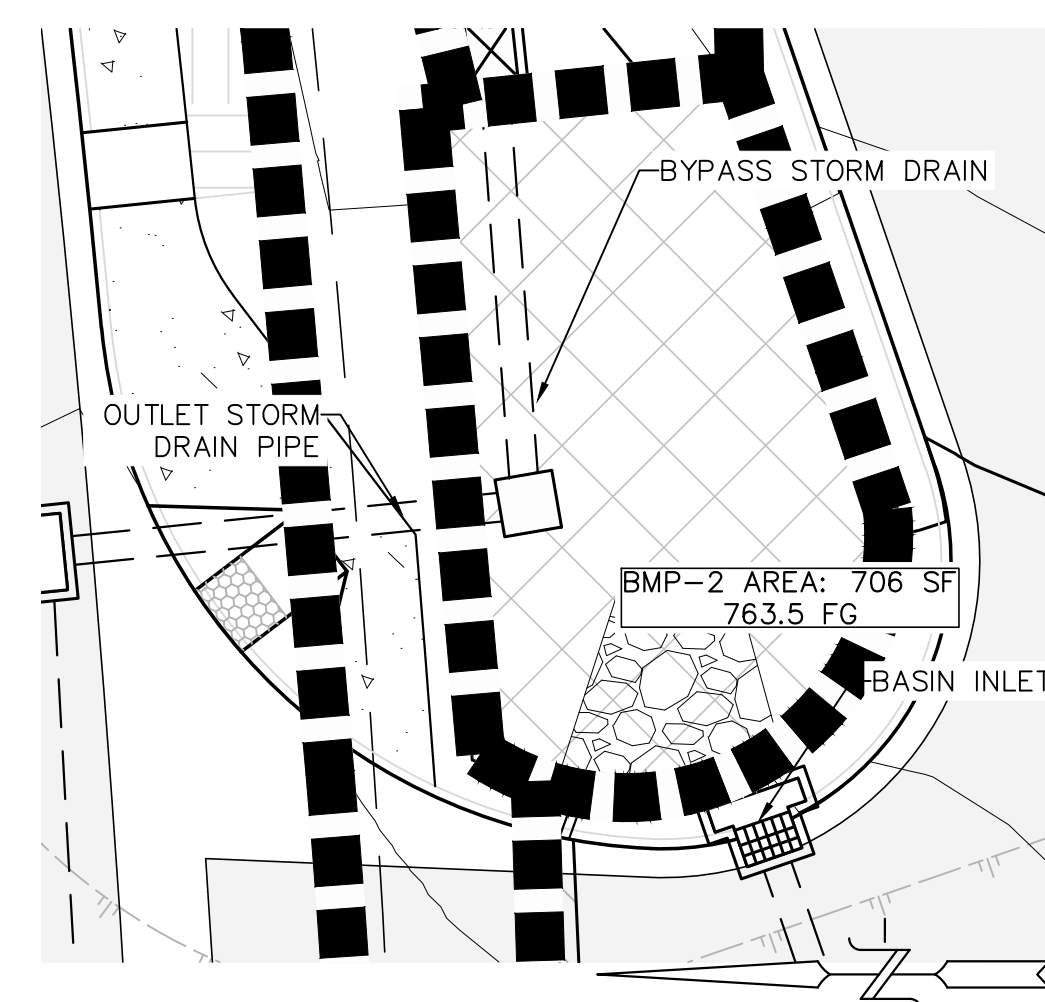 BYPASS STORM DRAIN
OUTLET STORM
DRAIN PIPE
BMP-2 AREA: 706 SF
763.5 FG
BASIN INLET
Z